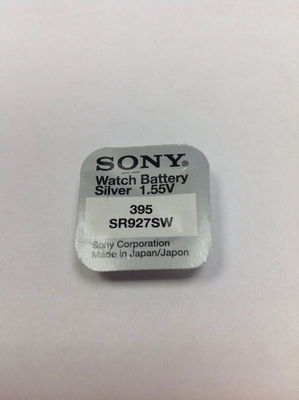 SONY®
Watch Battery
Silver 1.55V
395
SR927SW
Sony Corporation
Made in Japan/Japon